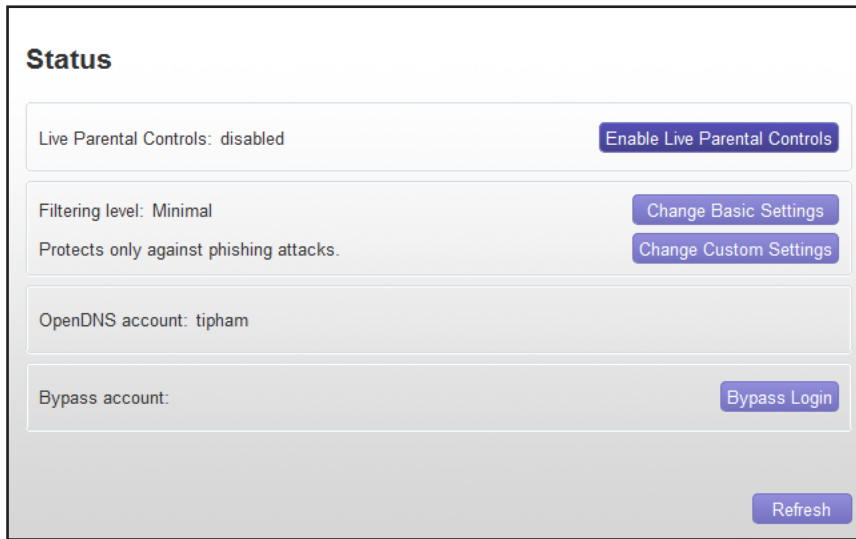 Status
Live Parental Controls: disabled
Enable Live Parental Controls
Filtering level: Minimal
Change Basic Settings
Protects only against phishing attacks.
Change Custom Settings
OpenDNS account: tipham
Bypass account:
Bypass Login
Refresh